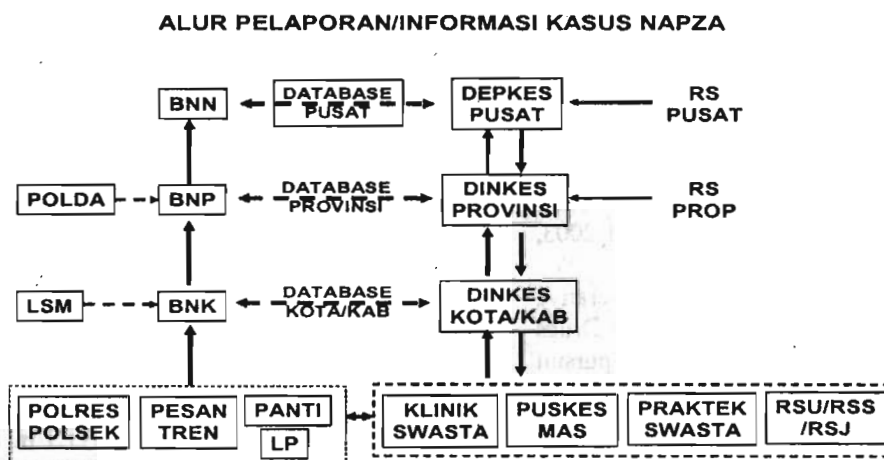 ALUR PELAPORAN/INFORMASI KASUS NAPZA
BNN
DATABASE
PUSAT
DEPKES
PUSAT
RS
PUSAT
POLDA
BNP
DATABASE
PROVINSI
DINKES
PROVINSI
RS
PROP
LSM
BNK
DATABASE
KOTA/KAB
DINKES
KOTA/KAB
POLRES
POLSEK
PESAN
TREN
PANTI
LP
KLINIK
SWASTA
PUSKES
MAS
PRAKTEK
SWASTA
RSU/RSS
/RSJ